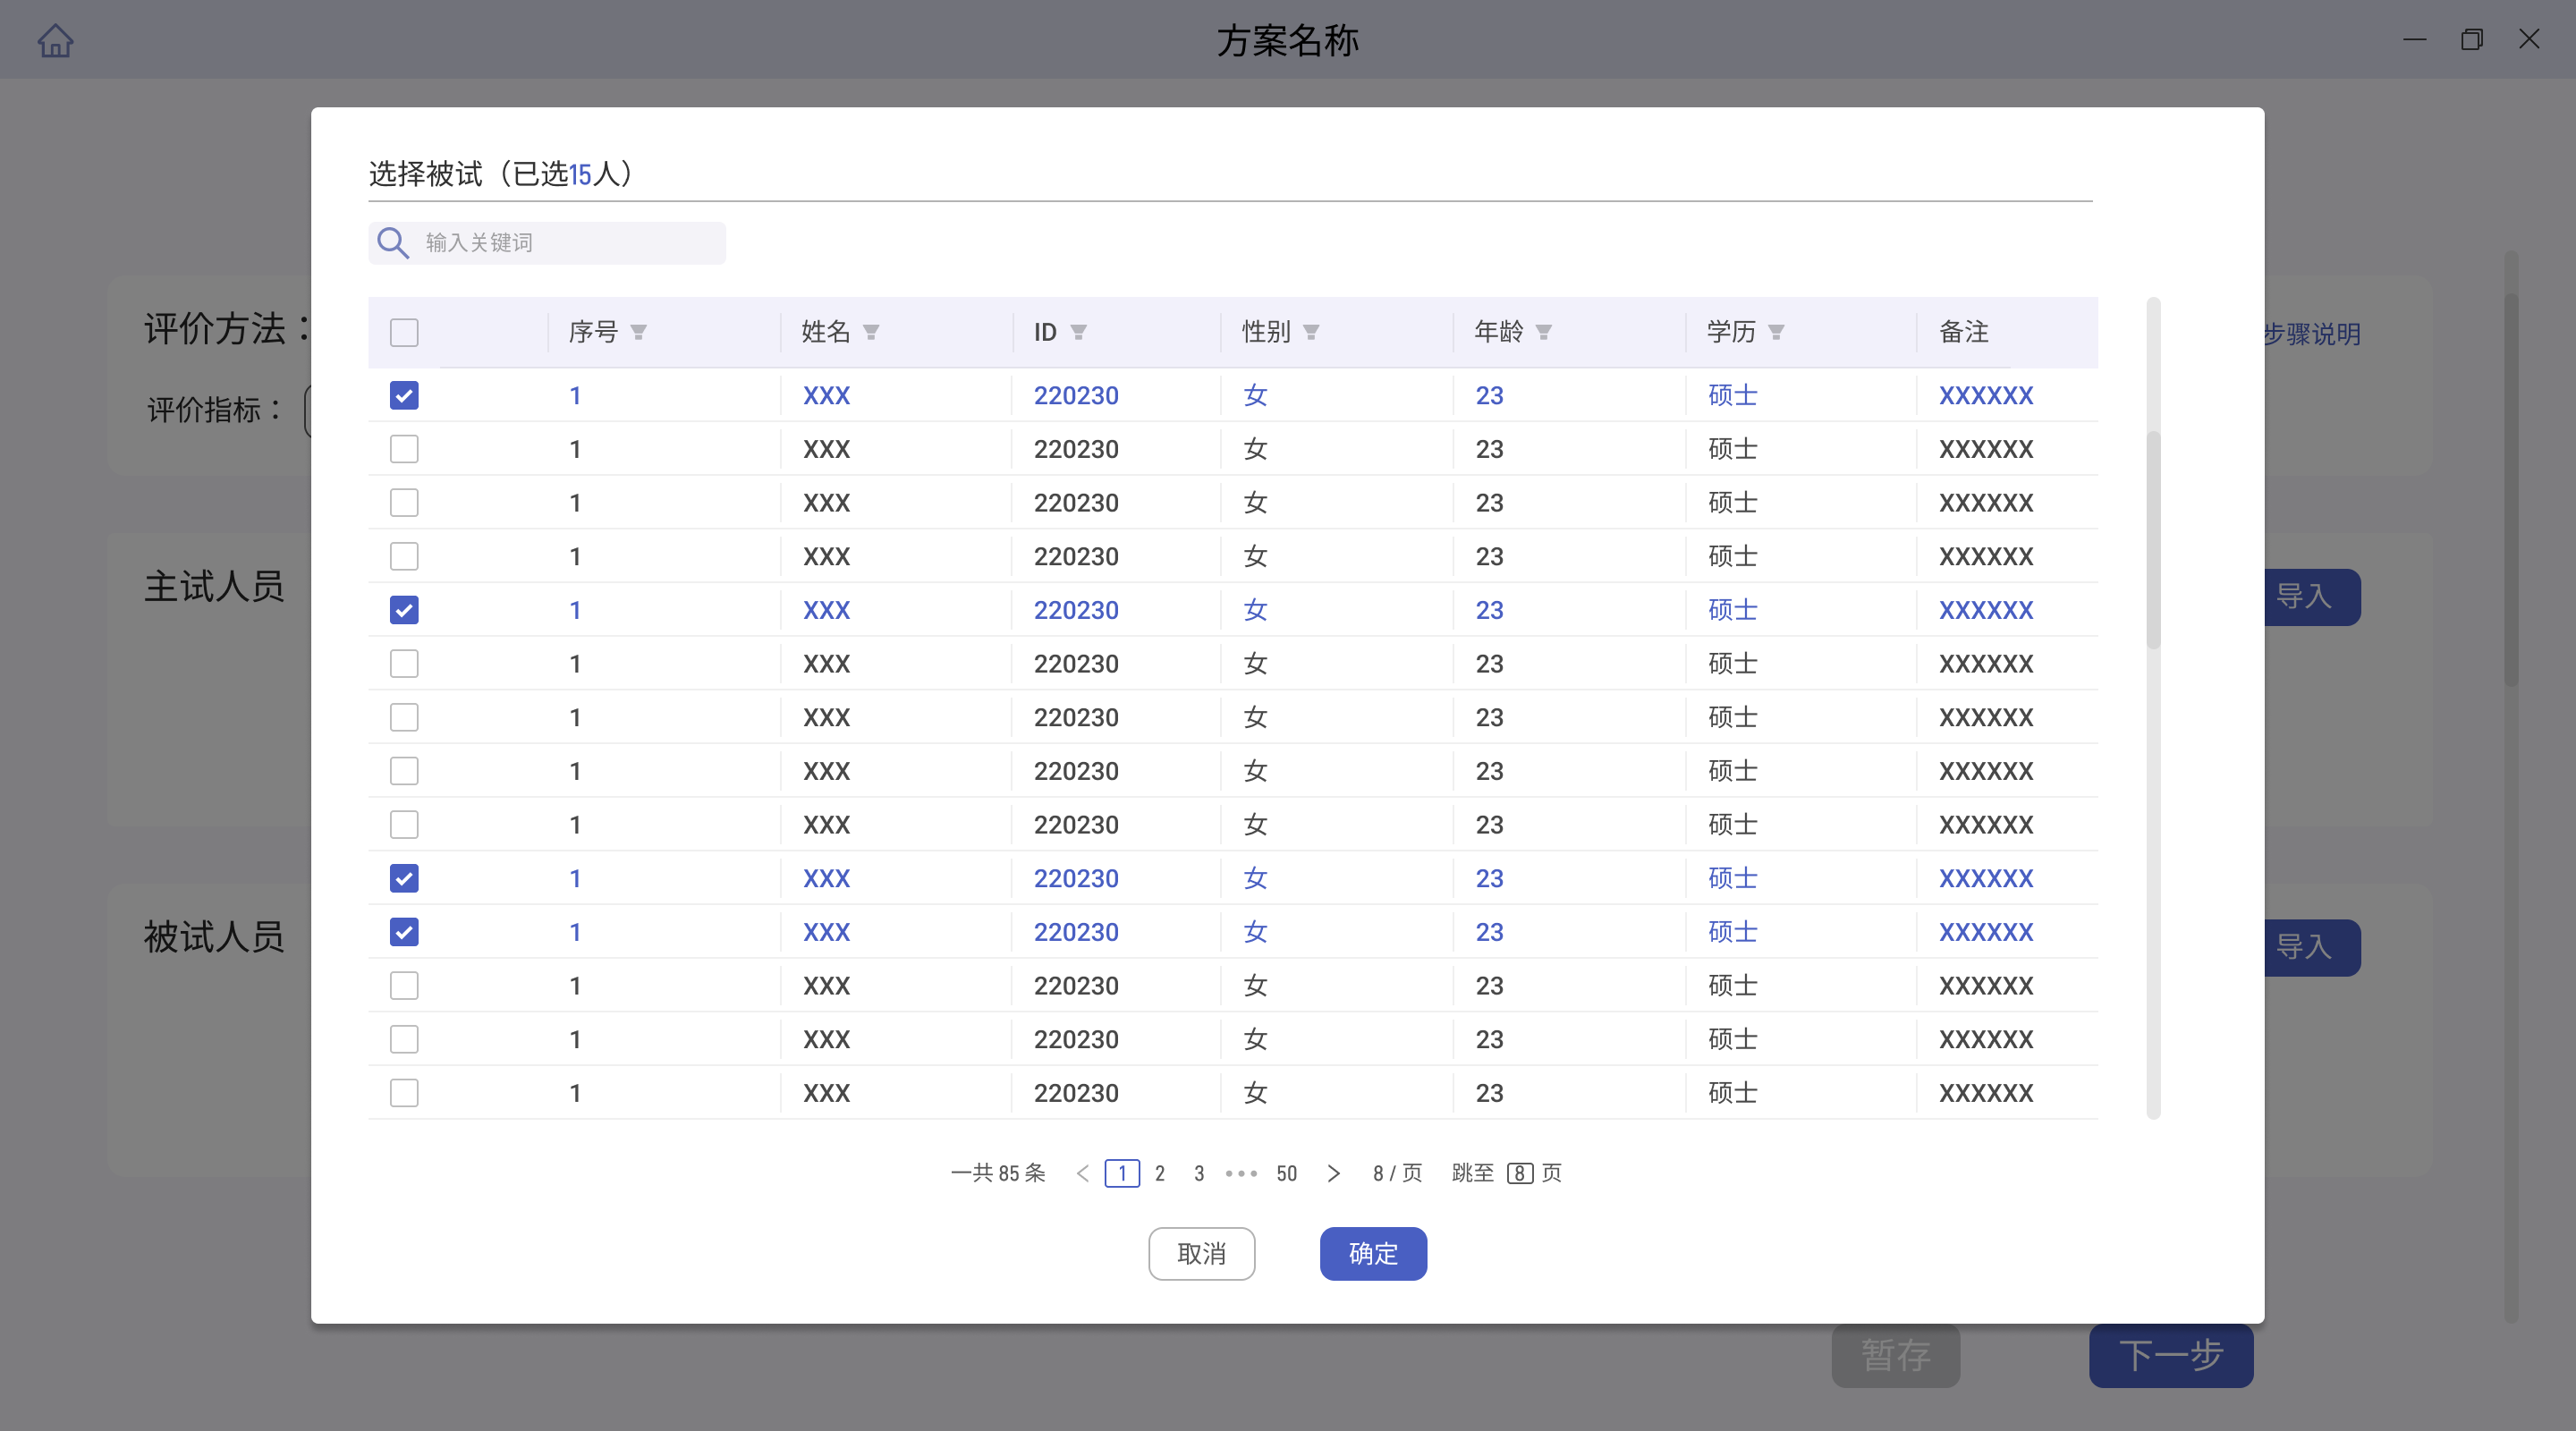 方案名称
选择被试（已选15人）
输入关键词
评价方法：
步骤说明
评价指标：
主试人员
导入
被试人员
导入
序号 姓名 ID 性别 年龄 学历 备注
1 XXX 220230 女 23 硕士 XXXXXX
1 XXX 220230 女 23 硕士 XXXXXX
1 XXX 220230 女 23 硕士 XXXXXX
1 XXX 220230 女 23 硕士 XXXXXX
1 XXX 220230 女 23 硕士 XXXXXX
1 XXX 220230 女 23 硕士 XXXXXX
1 XXX 220230 女 23 硕士 XXXXXX
1 XXX 220230 女 23 硕士 XXXXXX
1 XXX 220230 女 23 硕士 XXXXXX
1 XXX 220230 女 23 硕士 XXXXXX
1 XXX 220230 女 23 硕士 XXXXXX
1 XXX 220230 女 23 硕士 XXXXXX
1 XXX 220230 女 23 硕士 XXXXXX
1 XXX 220230 女 23 硕士 XXXXXX
一共 85 条 < 1 2 3 ••• 50 > 8 / 页 跳至 8 页
取消 确定
暂存 下一步